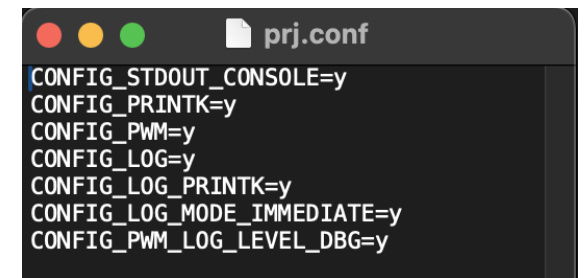 prj.conf
CONFIG_STDOUT_CONSOLE=y
CONFIG_PRINTK=y
CONFIG_PWM=y
CONFIG_LOG=y
CONFIG_LOG_PRINTK=y
CONFIG_LOG_MODE_IMMEDIATE=y
CONFIG_PWM_LOG_LEVEL_DBG=y